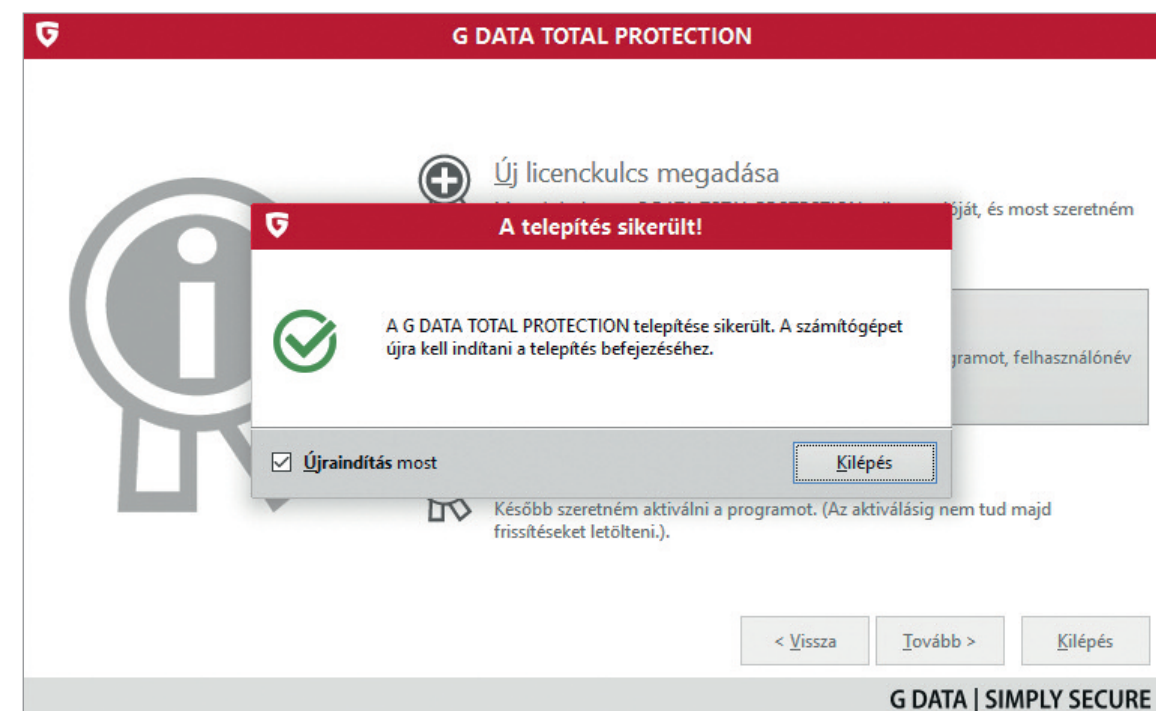 G DATA TOTAL PROTECTION
Új licenckulcs megadása
és most szeretném
A telepítés sikerült!
A G DATA TOTAL PROTECTION telepítése sikerült. A számítógépet
újra kell indítani a telepítés befejezéséhez.
felhasználónév
Újraindítás most
Kilépés
Később szeretném aktiválni a programot. (Az aktiválásig nem tud majd
frissítéseket letölteni.).
< Vissza
Tovább >
Kilépés
G DATA | SIMPLY SECURE